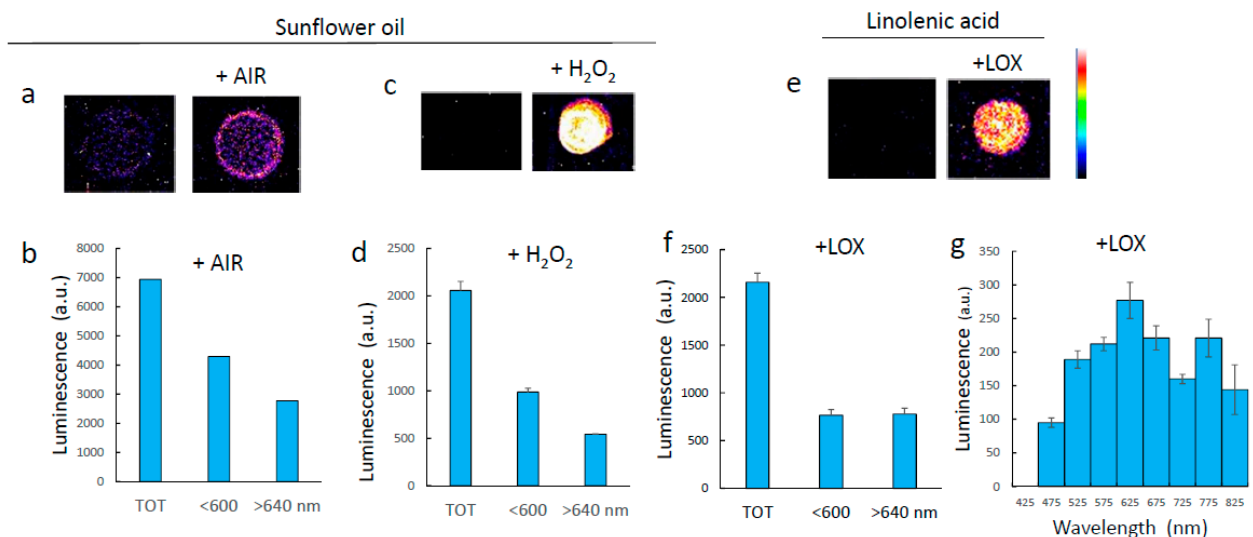 Sunflower oil
Linolenic acid
a
+ AIR
c
+ H₂O₂
e
+LOX
b
Luminescence (a.u.)
8000
7000
6000
5000
4000
3000
2000
1000
0
+ AIR
TOT <600 >640 nm
d
Luminescence (a.u.)
2500
2000
1500
1000
500
0
+ H₂O₂
TOT <600 >640 nm
f
Luminescence (a.u.)
2500
2000
1500
1000
500
0
+LOX
TOT <600 >640 nm
g
Luminescence (a.u.)
350
300
250
200
150
100
50
0
+LOX
425 475 525 575 625 675 725 775 825
Wavelength (nm)